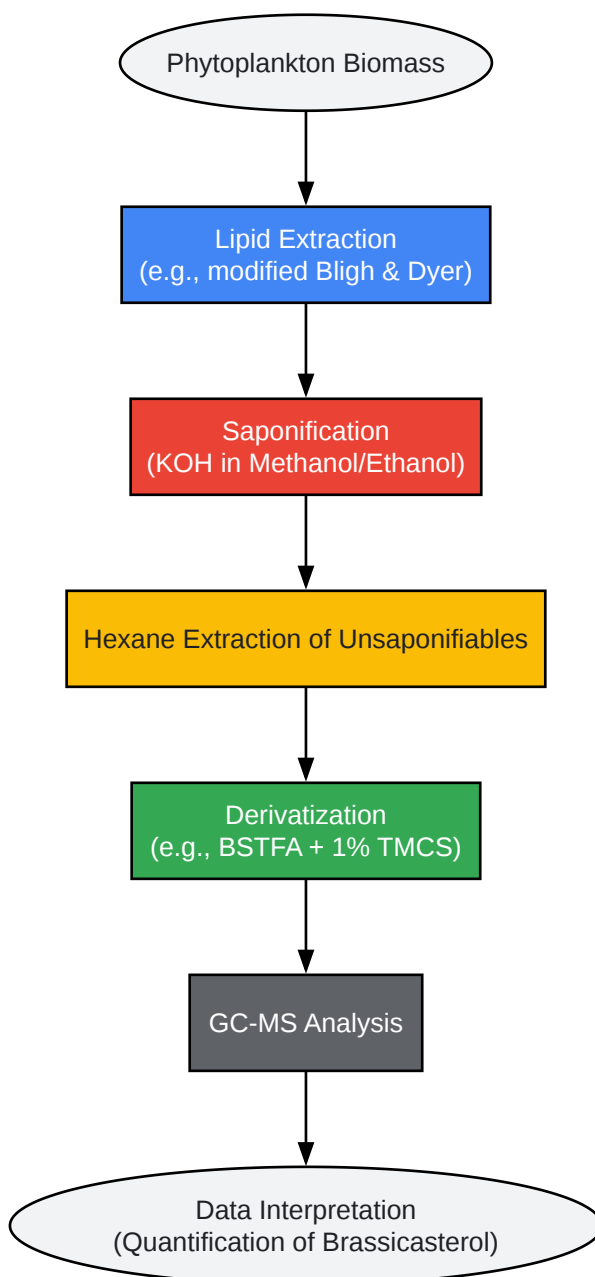 Phytoplankton Biomass
Lipid Extraction
(e.g., modified Bligh & Dyer)
Saponification
(KOH in Methanol/Ethanol)
Hexane Extraction of Unsaponifiables
Derivatization
(e.g., BSTFA + 1% TMCS)
GC-MS Analysis
Data Interpretation
(Quantification of Brassicasterol)